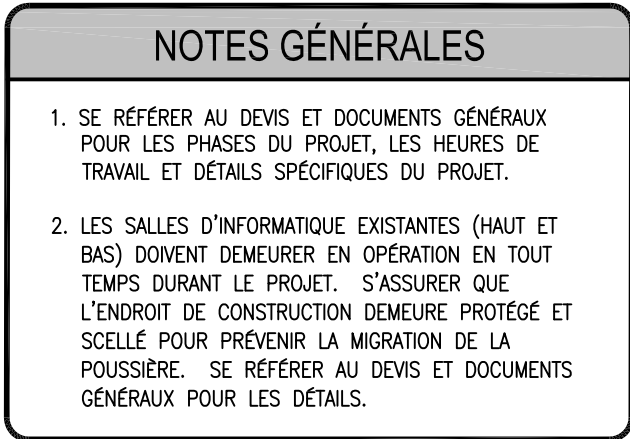 NOTES GÉNÉRALES
1. SE RÉFÉRER AU DEVIS ET DOCUMENTS GÉNÉRAUX
POUR LES PHASES DU PROJET, LES HEURES DE
TRAVAIL ET DÉTAILS SPÉCIFIQUES DU PROJET.
2. LES SALLES D'INFORMATIQUE EXISTANTES (HAUT ET
BAS) DOIVENT DEMEURER EN OPÉRATION EN TOUT
TEMPS DURANT LE PROJET. S'ASSURER QUE
L'ENDROIT DE CONSTRUCTION DEMEURE PROTÉGÉ ET
SCELLÉ POUR PRÉVENIR LA MIGRATION DE LA
POUSSIÈRE. SE RÉFÉRER AU DEVIS ET DOCUMENTS
GÉNÉRAUX POUR LES DÉTAILS.